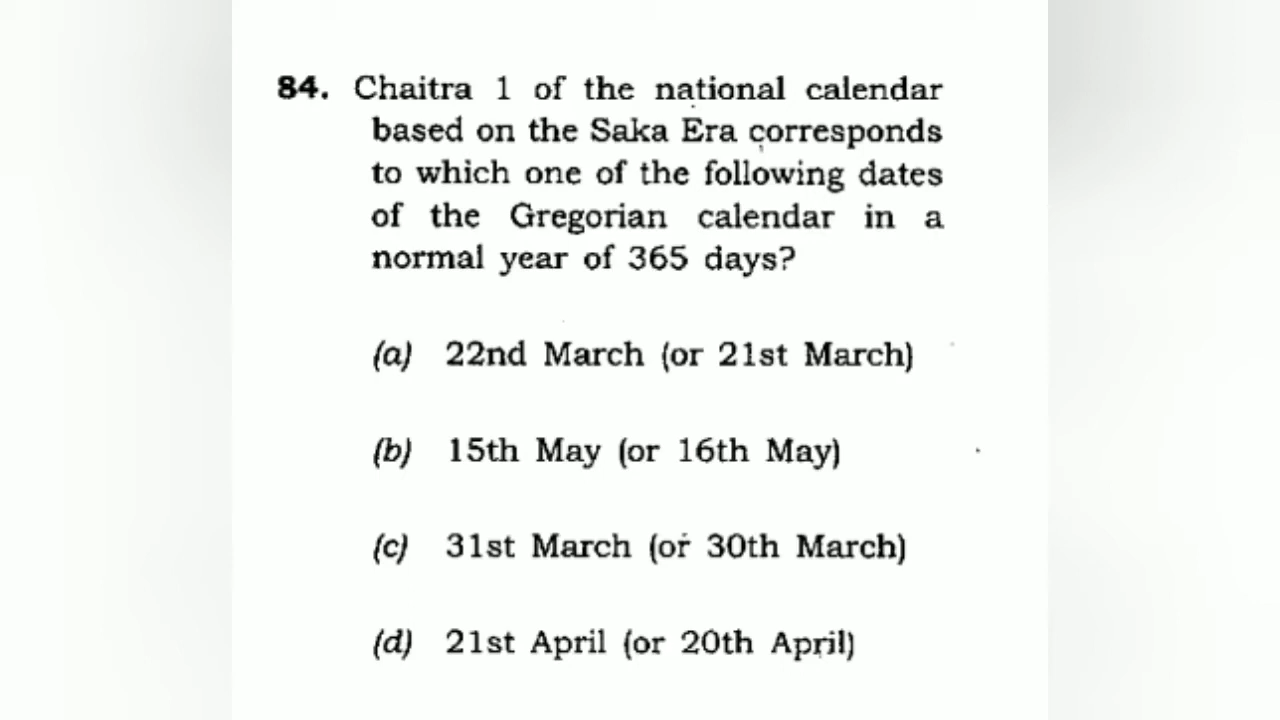 84. Chaitra 1 of the national calendar
based on the Saka Era corresponds
to which one of the following dates
of the Gregorian calendar in a
normal year of 365 days?
(a) 22nd March (or 21st March)
(b) 15th May (or 16th May)
(c) 31st March (or 30th March)
(d) 21st April (or 20th April)